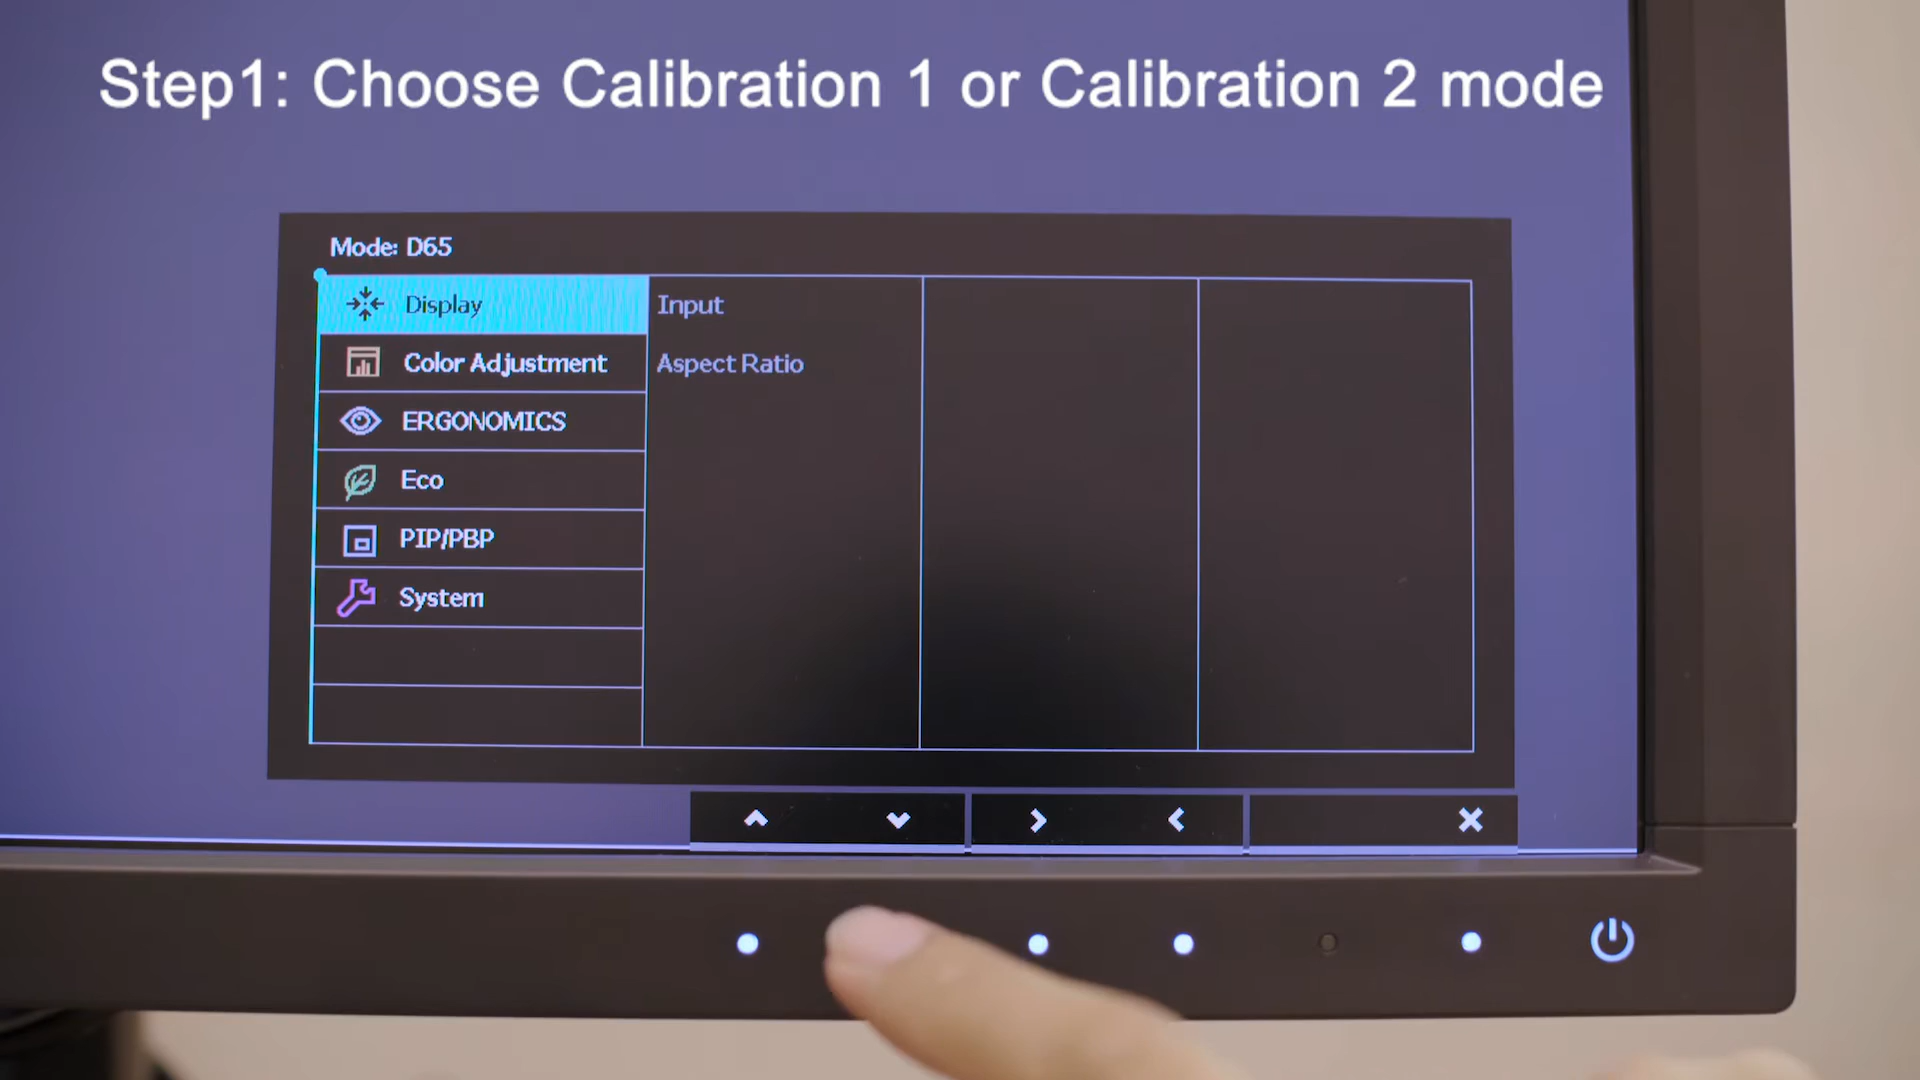 Step1: Choose Calibration 1 or Calibration 2 mode
Mode: D65
Display
Input
Color Adjustment
Aspect Ratio
ERGONOMICS
Eco
PIP/PBP
System